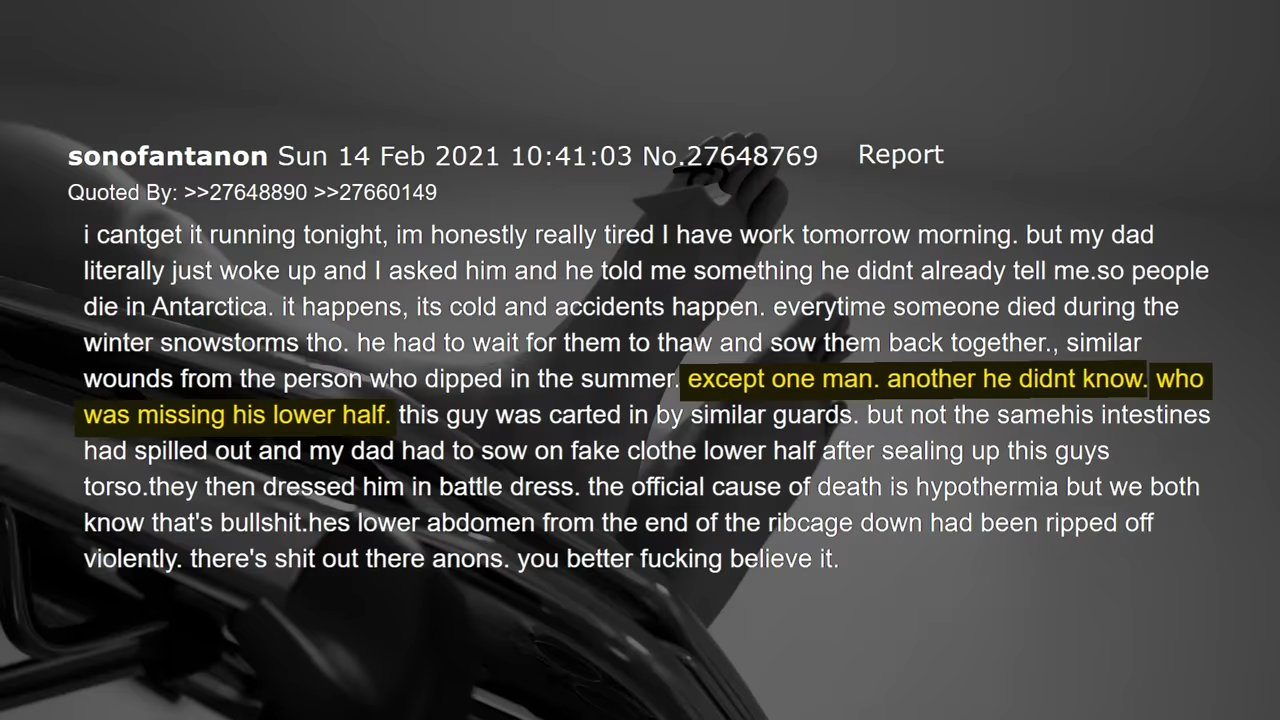 sonofantanon Sun 14 Feb 2021 10:41:03 No.27648769 Report
Quoted By: >>27648890 >>27660149
i cantget it running tonight, im honestly really tired I have work tomorrow morning. but my dad
literally just woke up and I asked him and he told me something he didnt already tell me.so people
die in Antarctica. it happens, its cold and accidents happen. everytime someone died during the
winter snowstorms tho. he had to wait for them to thaw and sow them back together., similar
wounds from the person who dipped in the summer. except one man. another he didnt know. who
was missing his lower half. this guy was carted in by similar guards. but not the samehis intestines
had spilled out and my dad had to sow on fake clothe lower half after sealing up this guys
torso.they then dressed him in battle dress. the official cause of death is hypothermia but we both
know that's bullshit.hes lower abdomen from the end of the ribcage down had been ripped off
violently. there's shit out there anons. you better fucking believe it.